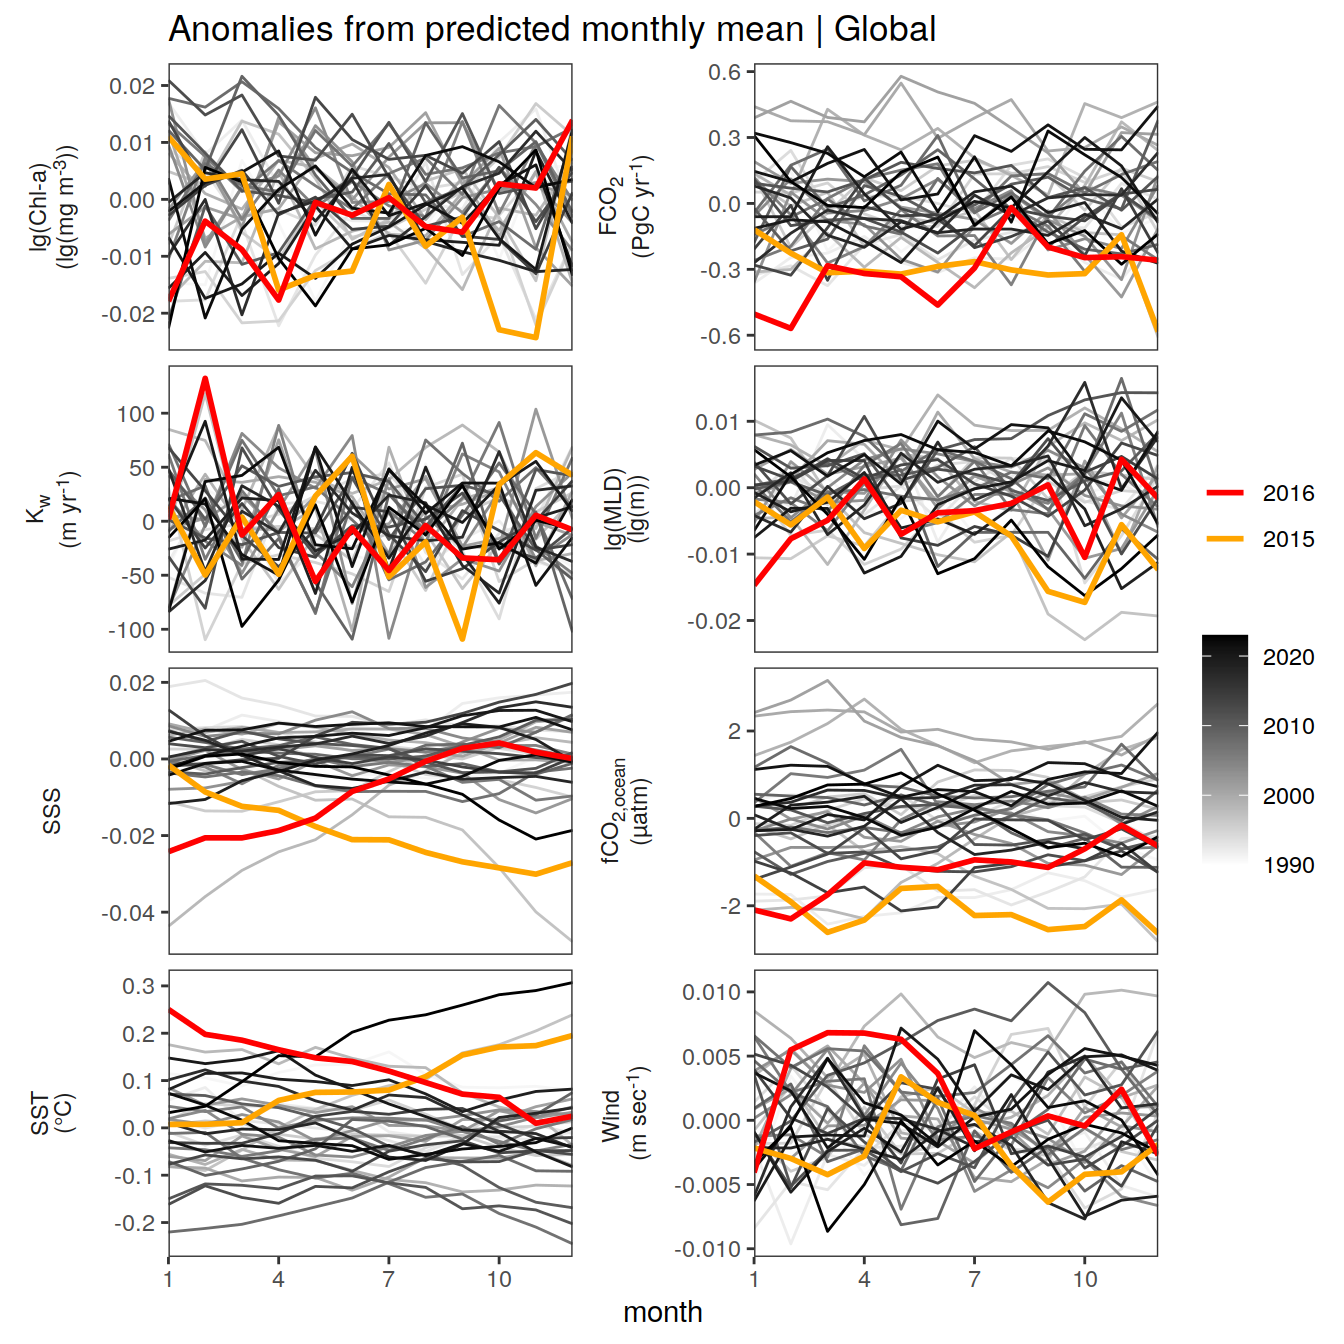 Anomalies from predicted monthly mean | Global
lg(Chl-a)
(lg(mg m⁻³))
0.02
0.01
0.00
-0.01
-0.02
FCO₂
(PgC yr⁻¹)
0.6
0.3
0.0
-0.3
-0.6
Kw
(m yr⁻¹)
100
50
0
-50
-100
lg(MLD)
(lg(m))
0.01
0.00
-0.01
-0.02
SSS
0.02
0.00
-0.02
-0.04
fCO2,ocean
(µatm)
2
0
-2
SST
(°C)
0.3
0.2
0.1
0.0
-0.1
-0.2
1 4 7 10
Wind
(m sec⁻¹)
0.010
0.005
0.000
-0.005
-0.010
1 4 7 10
month
2016
2015
2020
2010
2000
1990